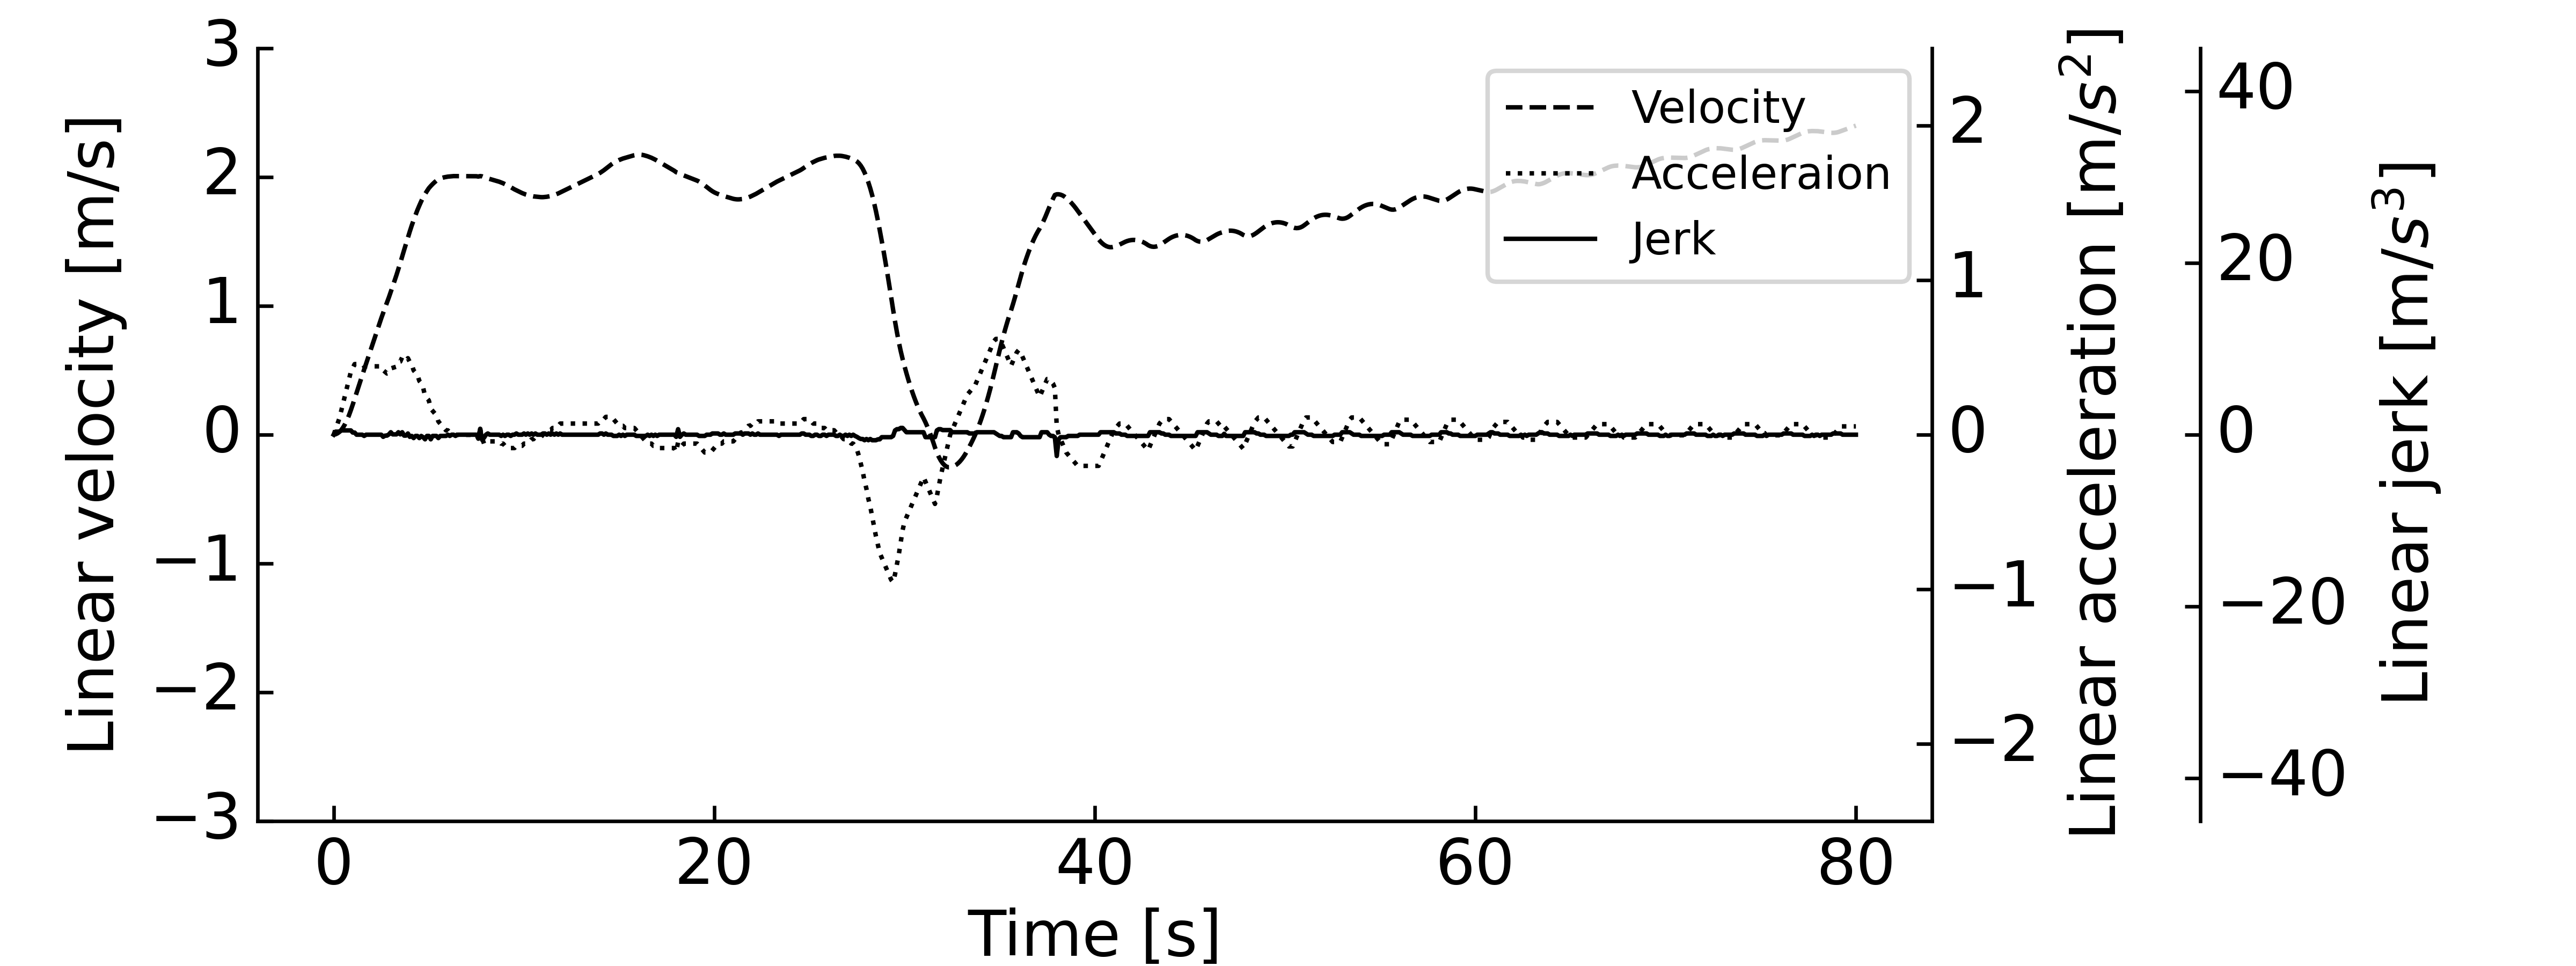 Linear velocity [m/s]
3
2
1
0
−1
−2
−3
0 20 40 60 80
Time [s]
Velocity
Acceleraion
Jerk
2
1
0
−1
−2
Linear acceleration [m/s²]
40
20
0
−20
−40
Linear jerk [m/s³]